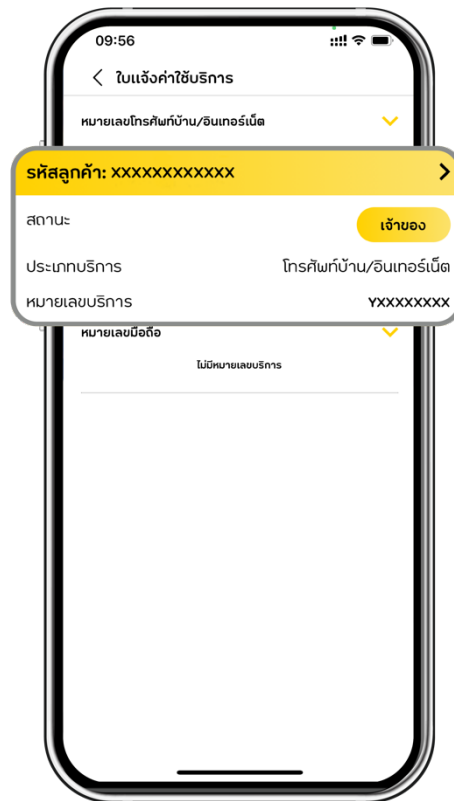 09:56
ใบแจ้งค่าใช้บริการ
หมายเลขโทรศัพท์บ้าน/อินเทอร์เน็ต
รหัสลูกค้า: XXXXXXXXXXXX
สถานะ เจ้าของ
ประเภทบริการ โทรศัพท์บ้าน/อินเทอร์เน็ต
หมายเลขบริการ YXXXXXXXX
หมายเลขมือถือ
ไม่มีหมายเลขบริการ